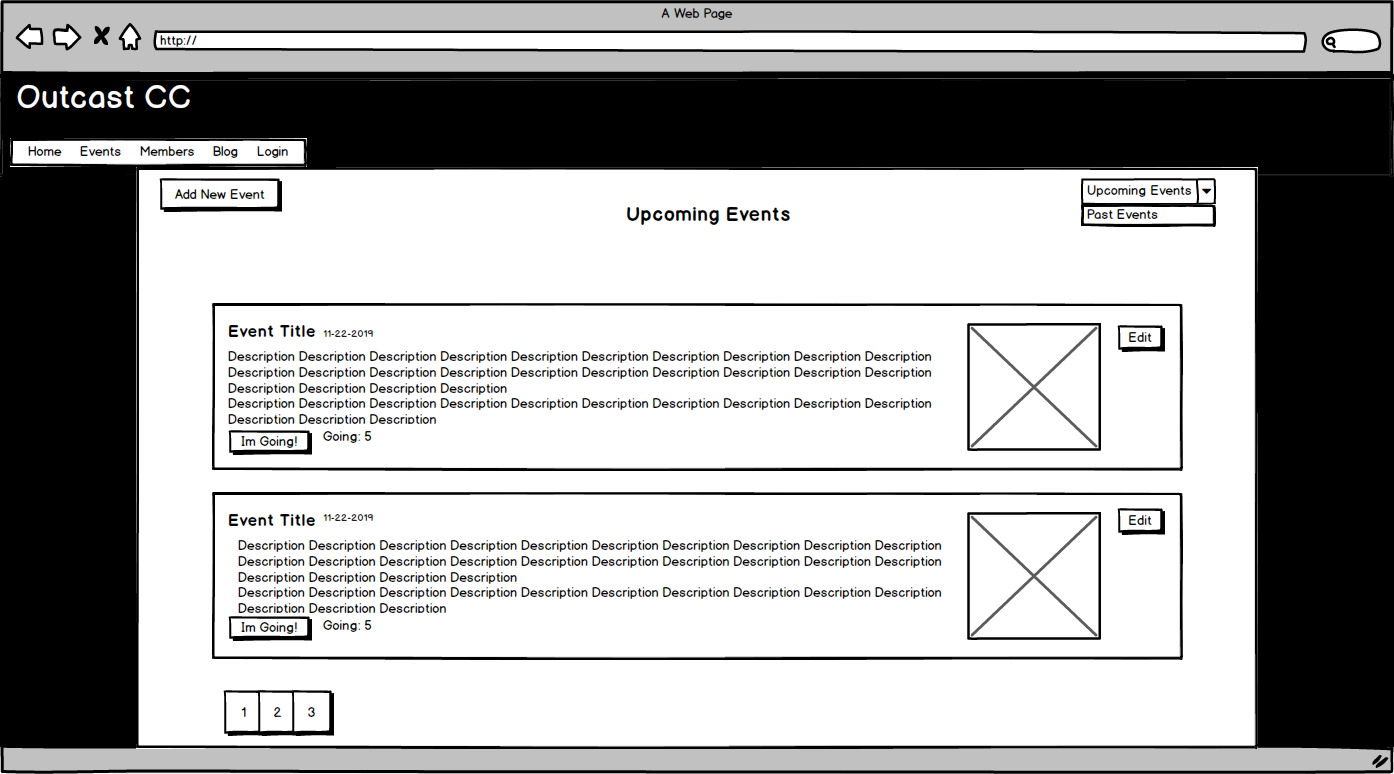 A Web Page
http://
Outcast CC
Home Events Members Blog Login
Add New Event
Upcoming Events
Past Events
Upcoming Events
Event Title 11-22-2019
Edit
Description Description Description Description Description Description Description Description Description Description
Description Description Description Description Description Description Description Description Description Description
Description Description Description Description
Description Description Description Description Description Description Description Description Description Description
Description Description Description
Im Going! Going: 5
Event Title 11-22-2019
Edit
Description Description Description Description Description Description Description Description Description Description
Description Description Description Description Description Description Description Description Description Description
Description Description Description Description
Description Description Description Description Description Description Description Description Description Description
Description Description Description
Im Going! Going: 5
1 2 3